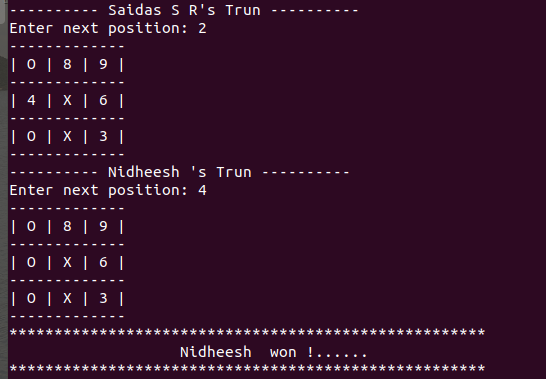 ---------- Saidas S R's Trun ----------
Enter next position: 2
-------------
| O | 8 | 9 |
-------------
| 4 | X | 6 |
-------------
| O | X | 3 |
-------------
---------- Nidheesh 's Trun ----------
Enter next position: 4
-------------
| O | 8 | 9 |
-------------
| O | X | 6 |
-------------
| O | X | 3 |
-------------
*****************************************************
Nidheesh  won !......
*****************************************************